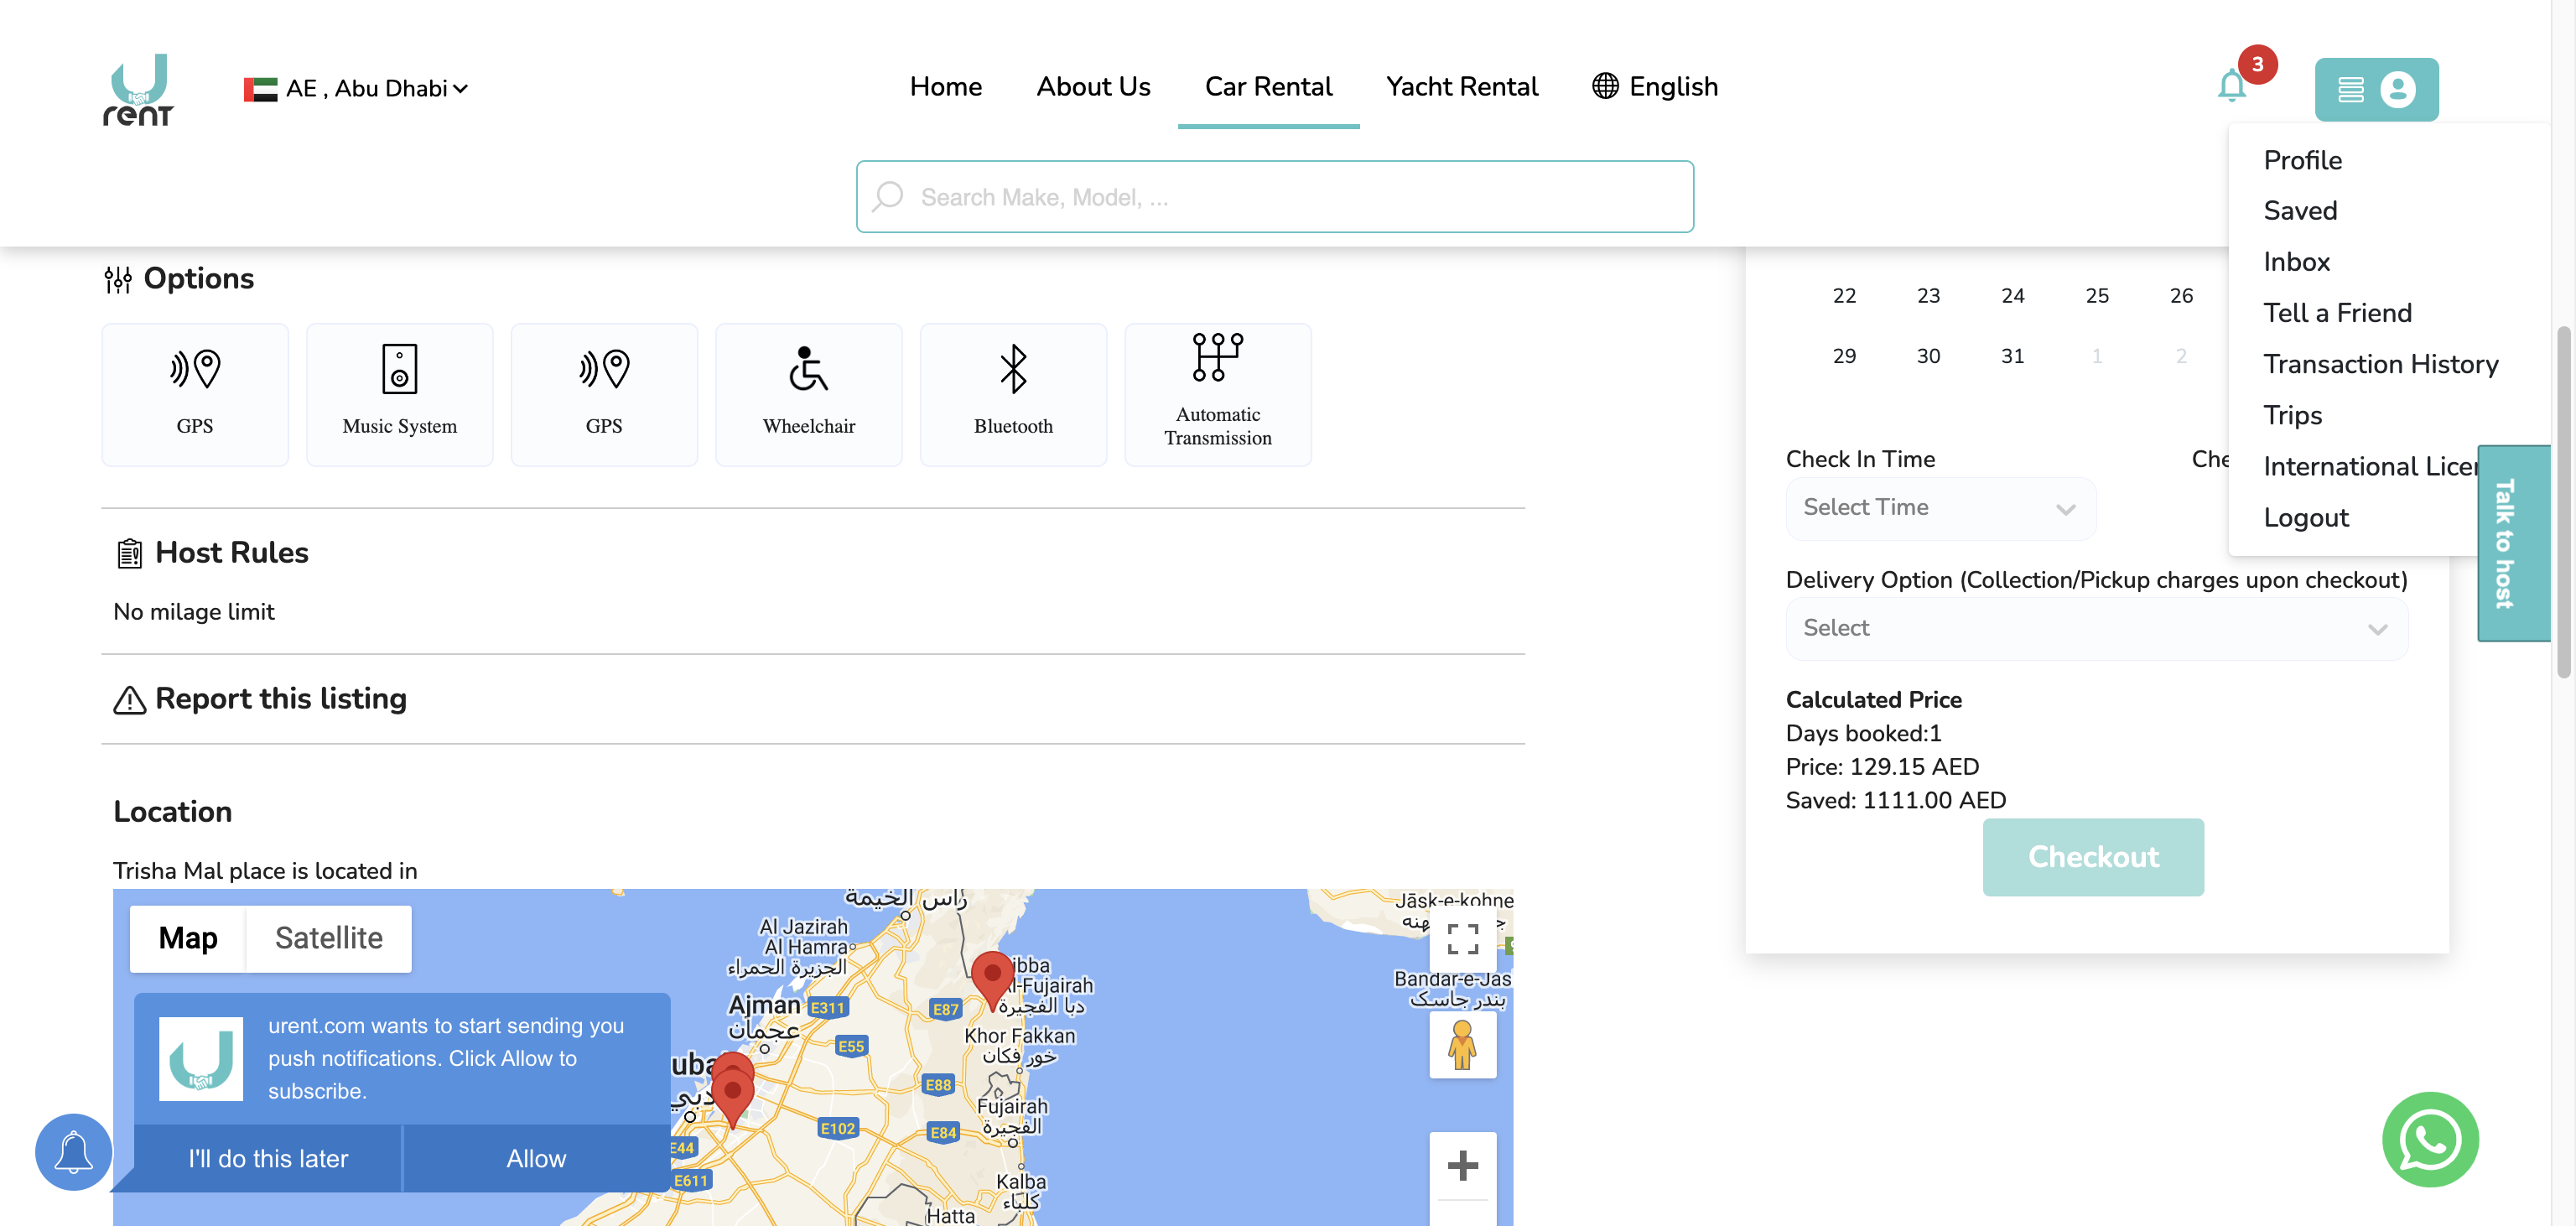 rent
AE , Abu Dhabi
Home
About Us
Car Rental
Yacht Rental
English
3
Search Make, Model, ...
Profile
Saved
Inbox
Tell a Friend
Transaction History
Trips
International Licen
Logout
Talk to host
Options
GPS
Music System
GPS
Wheelchair
Bluetooth
Automatic
Transmission
Host Rules
No milage limit
Report this listing
Location
Trisha Mal place is located in
22 23 24 25 26
29 30 31 1 2
Check In Time
Che
Select Time
Delivery Option (Collection/Pickup charges upon checkout)
Select
Calculated Price
Days booked:1
Price: 129.15 AED
Saved: 1111.00 AED
Checkout
Map
Satellite
urent.com wants to start sending you
push notifications. Click Allow to
subscribe.
I'll do this later
Allow
رأس الخيمة
Al Jazirah
Al Hamra
الجزيرة الحمراء
Ajman
عجمان
E311
E87
ibba
l-Fujairah
دبا الفجيرة
Khor Fakkan
خور فكان
E55
uba
دبي
E88
Fujairah
الفجيرة
E102
E84
E44
E611
Kalba
كلباء
Hatta
Jāsk-e-kohne
Bandar-e-Jas
بندر جاسک